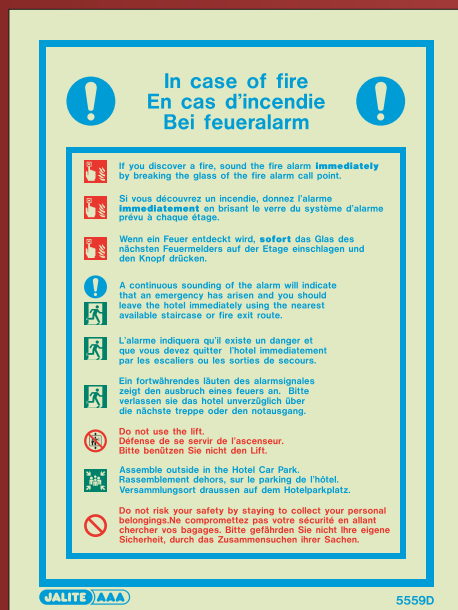 In case of fire
En cas d'incendie
Bei feueralarm
If you discover a fire, sound the fire alarm immediately
by breaking the glass of the fire alarm call point.
Si vous découvrez un incendie, donnez l'alarme
immediatement en brisant le verre du système d'alarme
prévu à chaque étage.
Wenn ein Feuer entdeckt wird, sofort das Glas des
nächsten Feuermelders auf der Etage einschlagen und
den Knopf drücken.
A continuous sounding of the alarm will indicate
that an emergency has arisen and you should
leave the hotel immediately using the nearest
available staircase or fire exit route.
L'alarme indiquera qu'il existe un danger et
que vous devez quitter l'hotel immediatement
par les escaliers ou les sorties de secours.
Ein fortwährendes läuten des alarmsignales
zeigt den ausbruch eines feuers an. Bitte
verlassen sie das hotel unverzüglich über
die nächste treppe oder den notausgang.
Do not use the lift.
Défense de se servir de l'ascenseur.
Bitte benützen Sie nicht den Lift.
Assemble outside in the Hotel Car Park.
Rassemblement dehors, sur le parking de l'hôtel.
Versammlungsort draussen auf dem Hotelparkplatz.
Do not risk your safety by staying to collect your personal
belongings.Ne compromettez pas votre sécurité en allant
chercher vos bagages. Bitte gefährden Sie nicht Ihre eigene
Sicherheit, durch das Zusammensuchen ihrer Sachen.
JALITE AAA
5559D